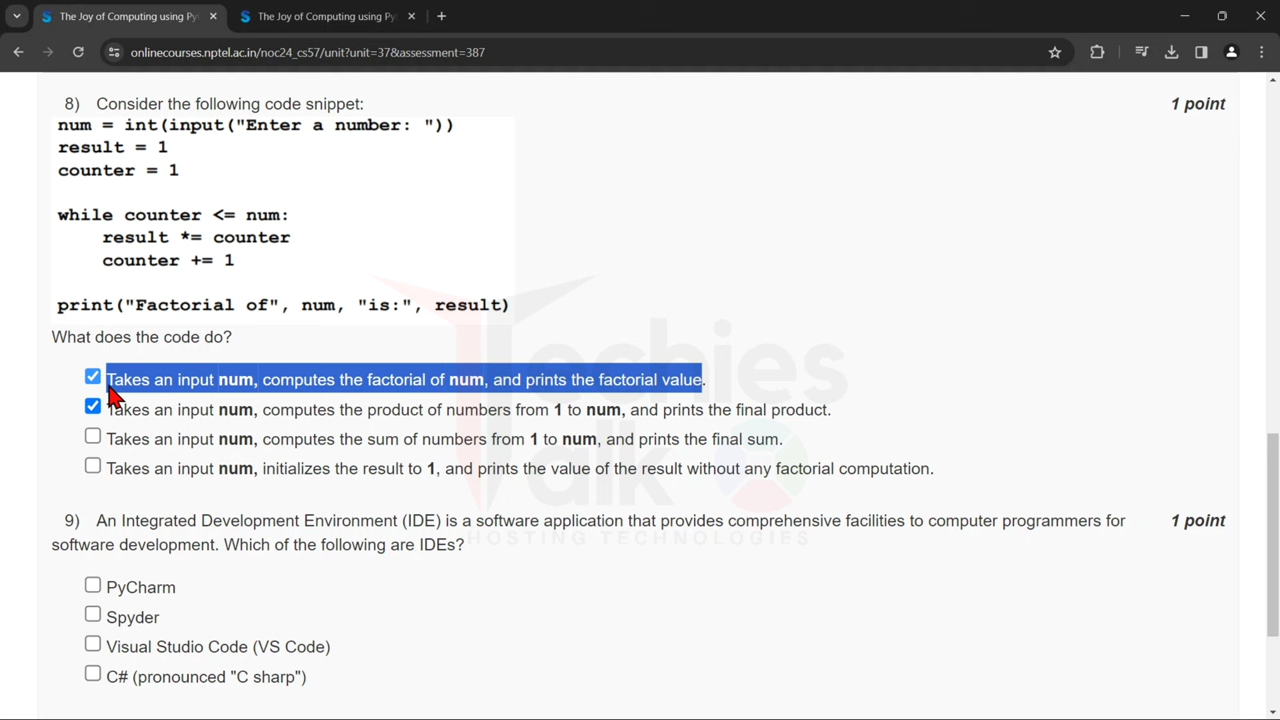 The Joy of Computing using Py
The Joy of Computing using Py
onlinecourses.nptel.ac.in/noc24_cs57/unit?unit=37&assessment=387
8) Consider the following code snippet: 1 point
num = int(input("Enter a number: "))
result = 1
counter = 1
while counter <= num:
result *= counter
counter += 1
print("Factorial of", num, "is:", result)
What does the code do?
Takes an input num, computes the factorial of num, and prints the factorial value.
Takes an input num, computes the product of numbers from 1 to num, and prints the final product.
Takes an input num, computes the sum of numbers from 1 to num, and prints the final sum.
Takes an input num, initializes the result to 1, and prints the value of the result without any factorial computation.
9) An Integrated Development Environment (IDE) is a software application that provides comprehensive facilities to computer programmers for 1 point
software development. Which of the following are IDEs?
PyCharm
Spyder
Visual Studio Code (VS Code)
C# (pronounced "C sharp")
Techies
Talk
HOSTING TECHNOLOGIES